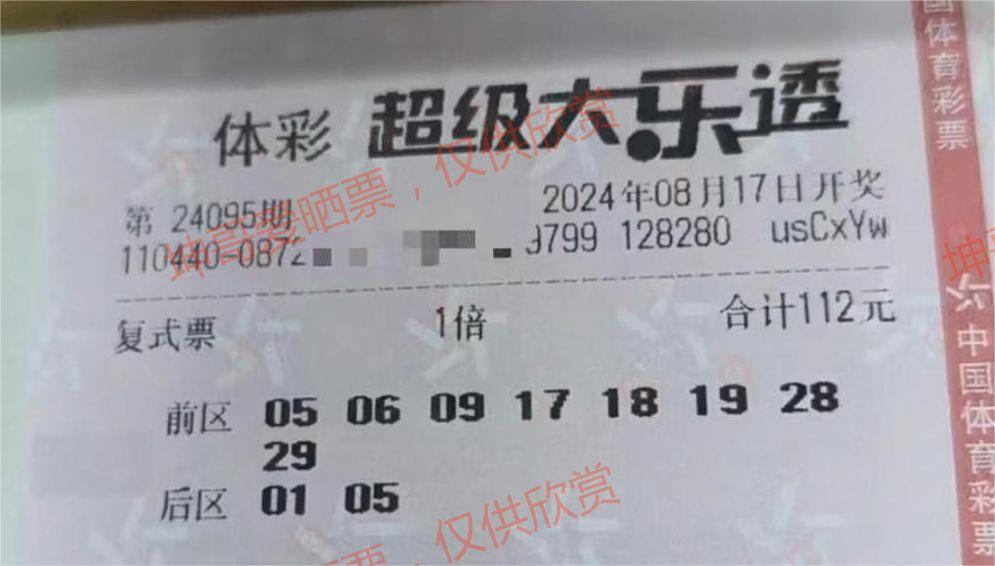 体彩 超级大乐透
第 24095期 2024年08月17日开奖
110440-0872 9799 128280 usCxYw
复式票 1倍 合计112元
前区 05 06 09 17 18 19 28
29
后区 01 05
国体育彩票
中国体育彩票
坤哥晒票，仅供欣赏
票，仅供欣赏
坤